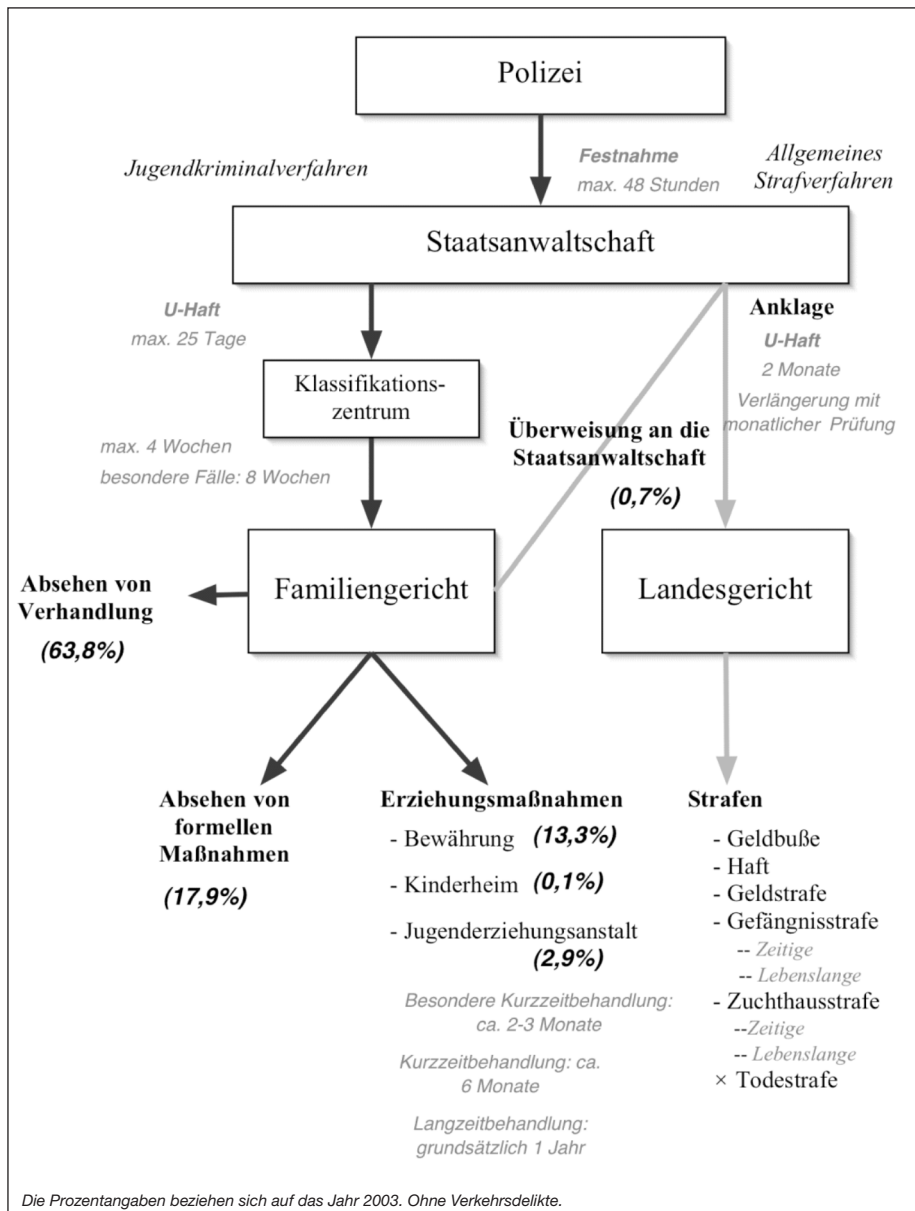 Polizei
Jugendkriminalverfahren
Festnahme
max. 48 Stunden
Allgemeines
Strafverfahren
Staatsanwaltschaft
U-Haft
max. 25 Tage
Anklage
U-Haft
2 Monate
Verlängerung mit
monatlicher Prüfung
Klassifikations-
zentrum
max. 4 Wochen
besondere Fälle: 8 Wochen
Überweisung an die
Staatsanwaltschaft
(0,7%)
Absehen von
Verhandlung
(63,8%)
Familiengericht
Landesgericht
Absehen von
formellen
Maßnahmen
(17,9%)
Erziehungsmaßnahmen
- Bewährung (13,3%)
- Kinderheim (0,1%)
- Jugenderziehungsanstalt
(2,9%)
Besondere Kurzzeitbehandlung:
ca. 2-3 Monate
Kurzzeitbehandlung: ca.
6 Monate
Langzeitbehandlung:
grundsätzlich 1 Jahr
Strafen
- Geldbuße
- Haft
- Geldstrafe
- Gefängnisstrafe
-- Zeitige
-- Lebenslange
- Zuchthausstrafe
--Zeitige
-- Lebenslange
× Todestrafe
Die Prozentangaben beziehen sich auf das Jahr 2003. Ohne Verkehrsdelikte.